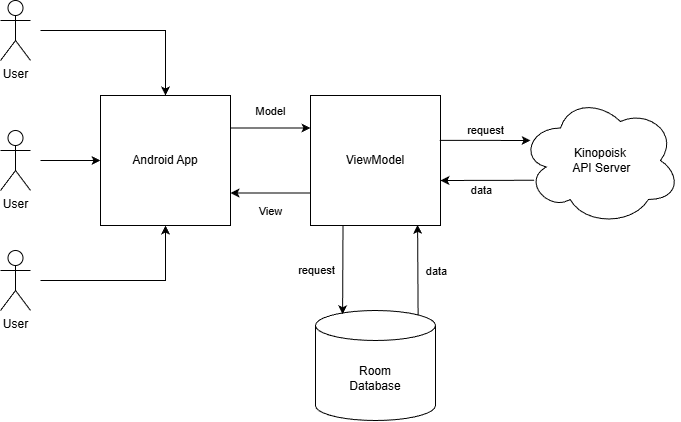 User
Model
request
Android App
ViewModel
Kinopoisk
API Server
data
User
View
request
data
User
Room
Database